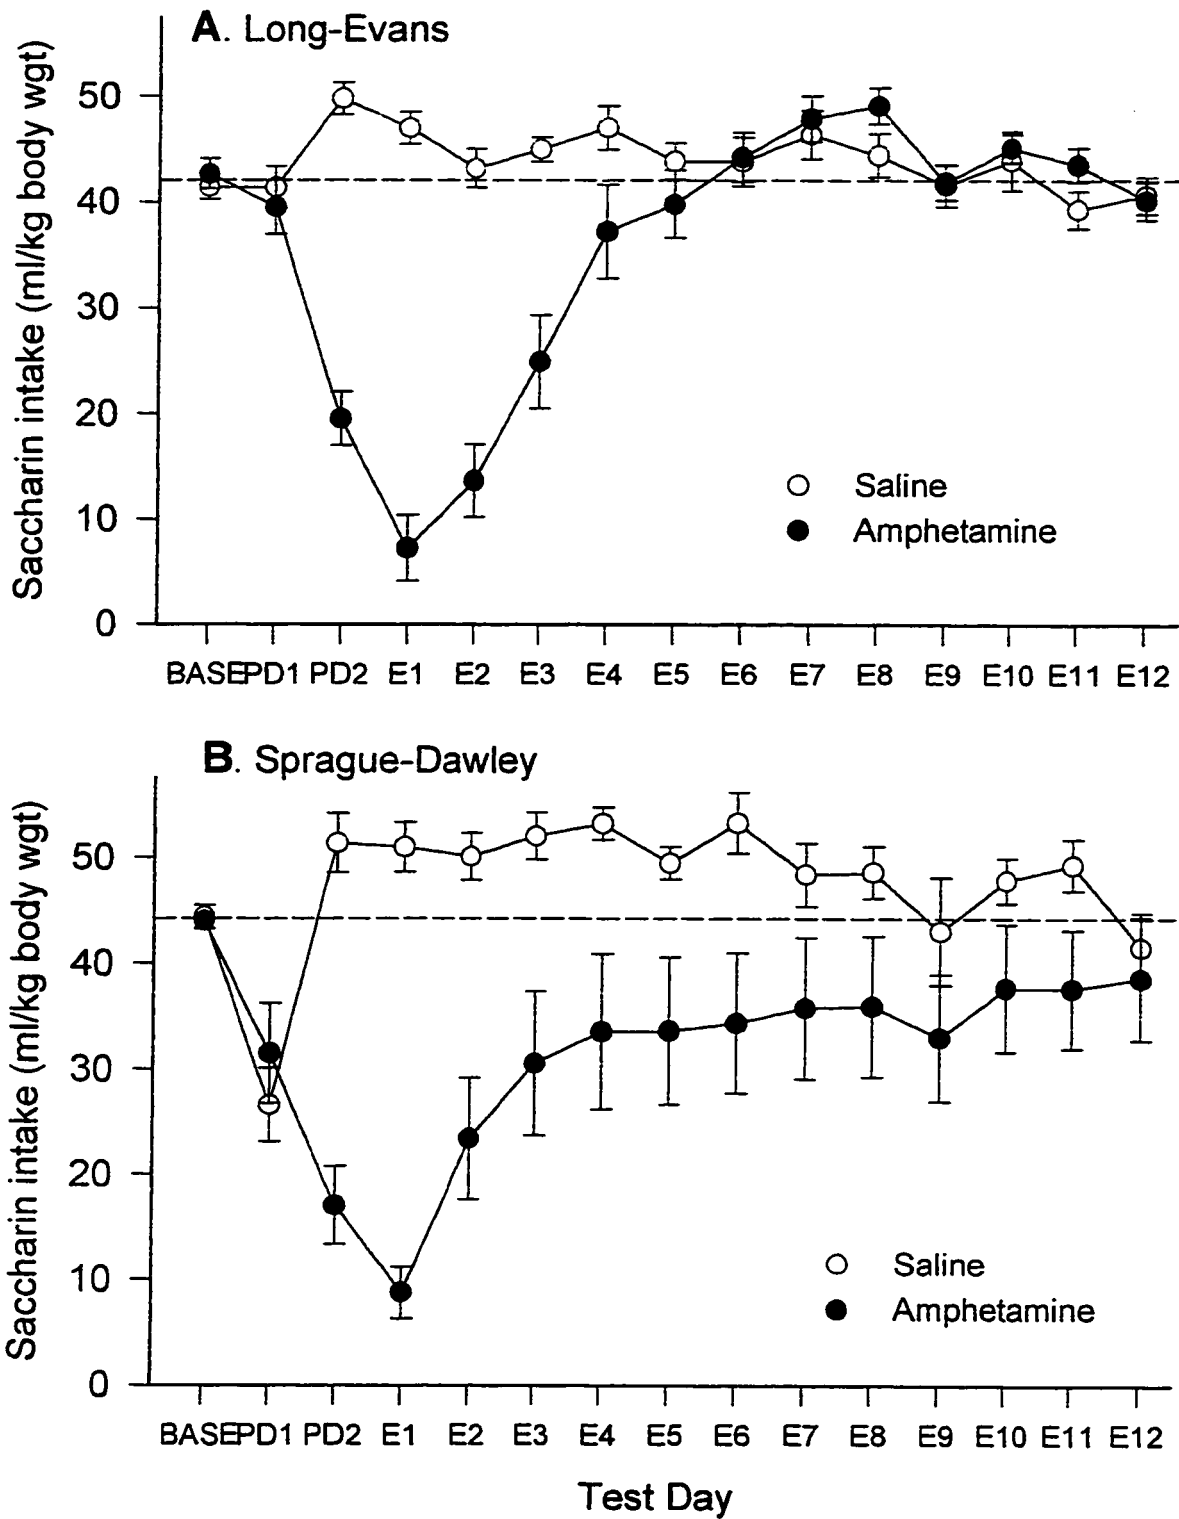 A. Long-Evans
Saccharin intake (ml/kg body wgt)
50
40
30
20
10
0
Saline
Amphetamine
BASE PD1 PD2 E1 E2 E3 E4 E5 E6 E7 E8 E9 E10 E11 E12
B. Sprague-Dawley
Saccharin intake (ml/kg body wgt)
50
40
30
20
10
0
Saline
Amphetamine
BASE PD1 PD2 E1 E2 E3 E4 E5 E6 E7 E8 E9 E10 E11 E12
Test Day